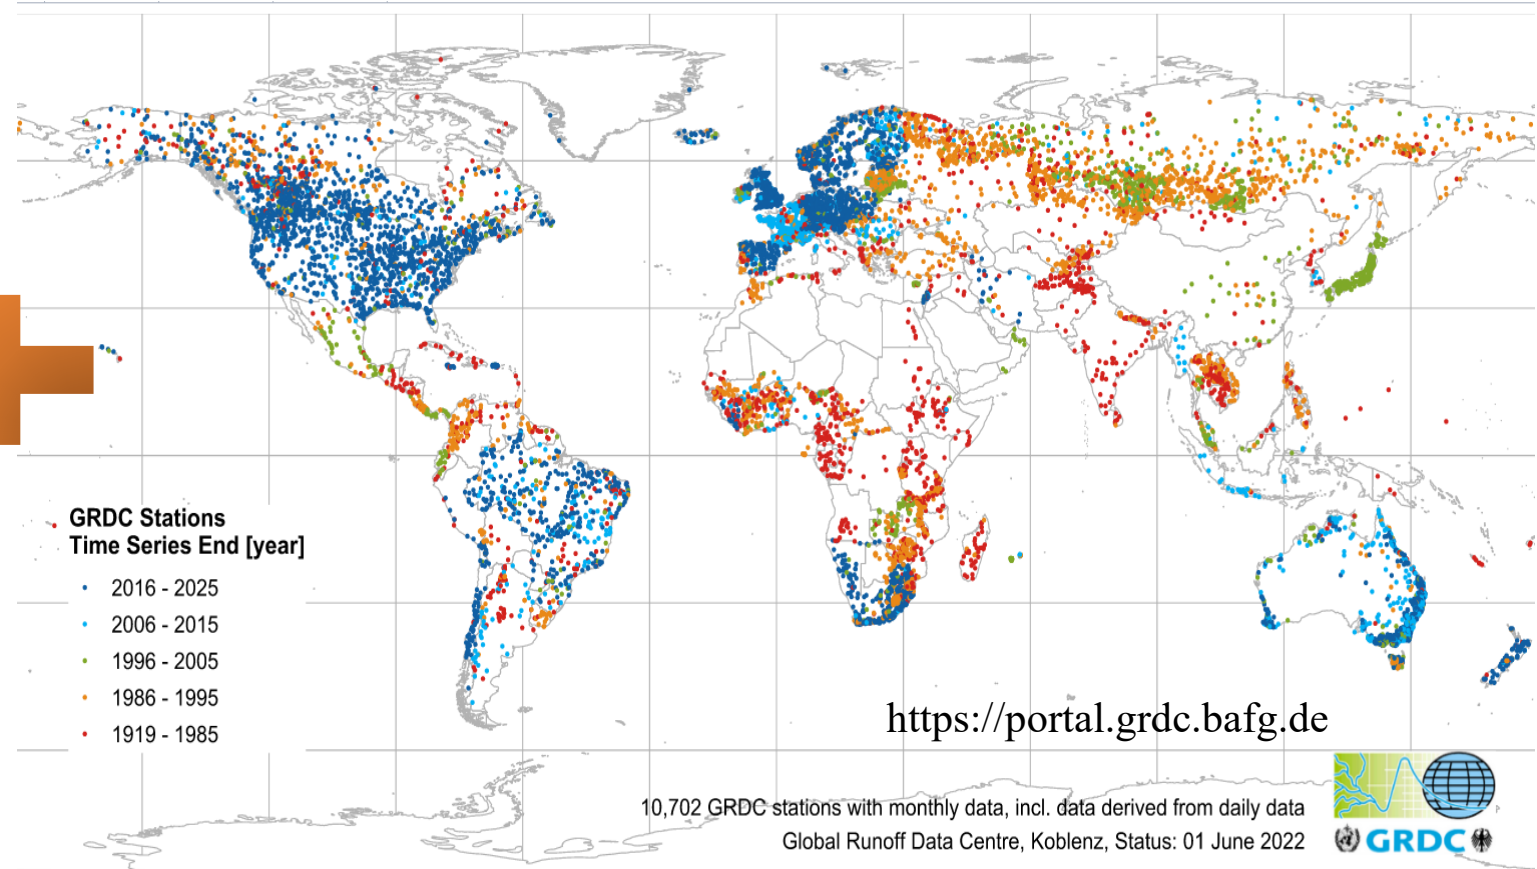 GRDC Stations
Time Series End [year]
2016 - 2025
2006 - 2015
1996 - 2005
1986 - 1995
1919 - 1985
https://portal.grdc.bafg.de
10,702 GRDC stations with monthly data, incl. data derived from daily data
Global Runoff Data Centre, Koblenz, Status: 01 June 2022
GRDC